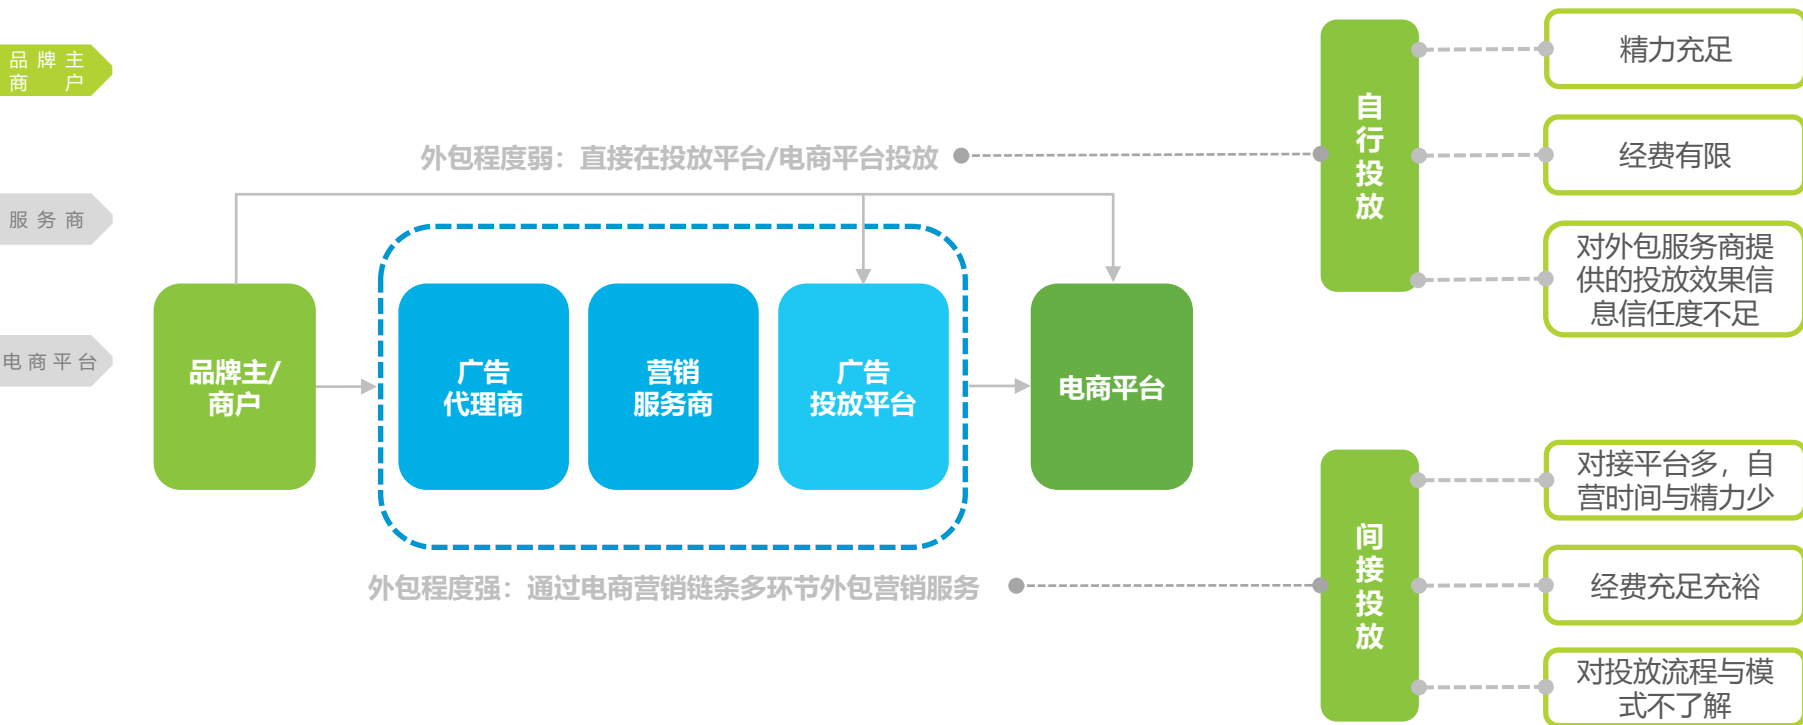 品牌主
商户
服务商
电商平台
外包程度弱：直接在投放平台/电商平台投放
品牌主/
商户
广告
代理商
营销
服务商
广告
投放平台
电商平台
外包程度强：通过电商营销链条多环节外包营销服务
自
行
投
放
精力充足
经费有限
对外包服务商提
供的投放效果信
息信任度不足
间
接
投
放
对接平台多，自
营时间与精力少
经费充足充裕
对投放流程与模
式不了解